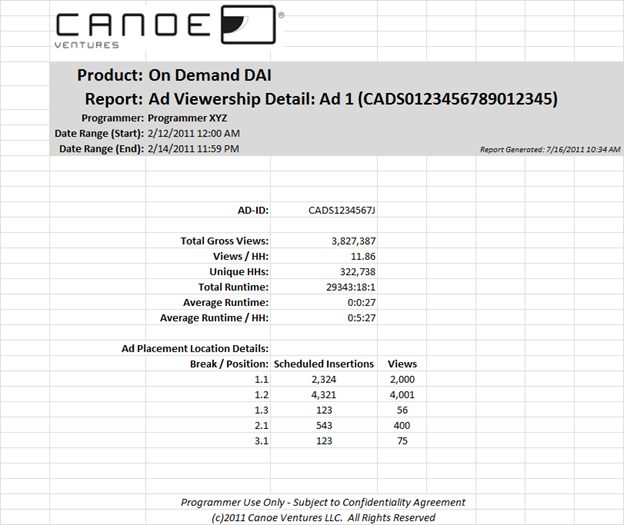 CANOE ®
VENTURES
Product: On Demand DAI
Report: Ad Viewership Detail: Ad 1 (CADS0123456789012345)
Programmer: Programmer XYZ
Date Range (Start): 2/12/2011 12:00 AM
Date Range (End): 2/14/2011 11:59 PM
Report Generated: 7/16/2011 10:34 AM
AD-ID: CADS1234567J
Total Gross Views: 3,827,387
Views / HH: 11.86
Unique HHs: 322,738
Total Runtime: 29343:18:1
Average Runtime: 0:0:27
Average Runtime / HH: 0:5:27
Ad Placement Location Details:
Break / Position: Scheduled Insertions Views
1.1 2,324 2,000
1.2 4,321 4,001
1.3 123 56
2.1 543 400
3.1 123 75
Programmer Use Only - Subject to Confidentiality Agreement
(c)2011 Canoe Ventures LLC. All Rights Reserved